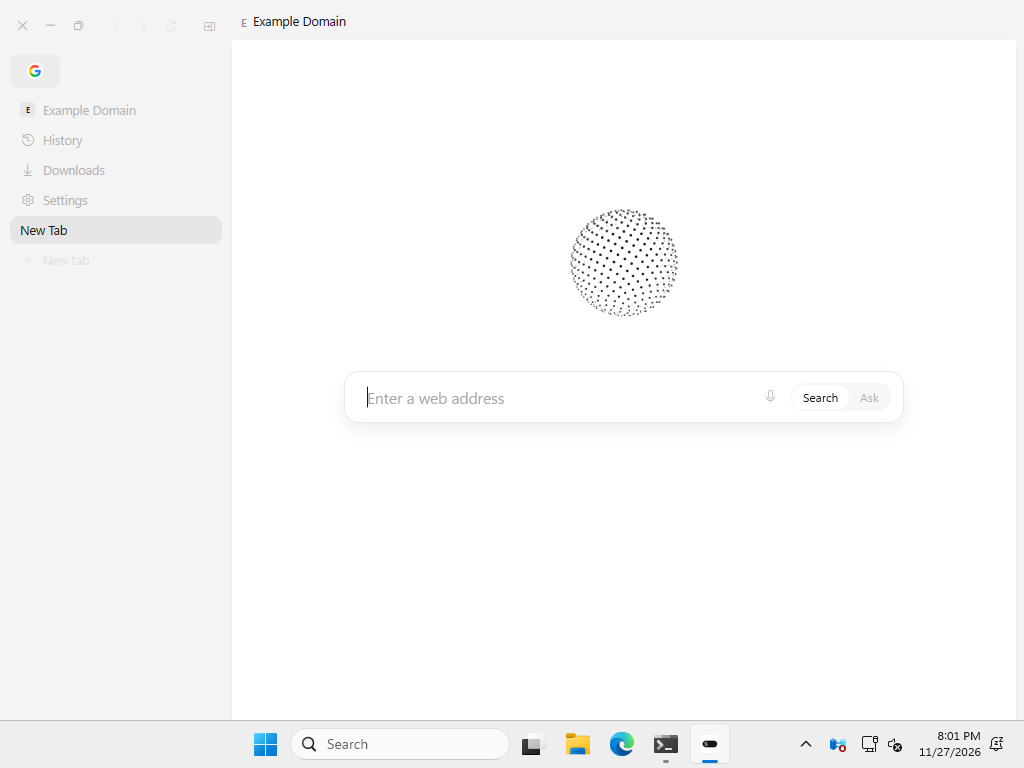 E Example Domain
E Example Domain
History
Downloads
Settings
New Tab
+ New tab
Enter a web address
Search Ask
Search
8:01 PM
11/27/2026